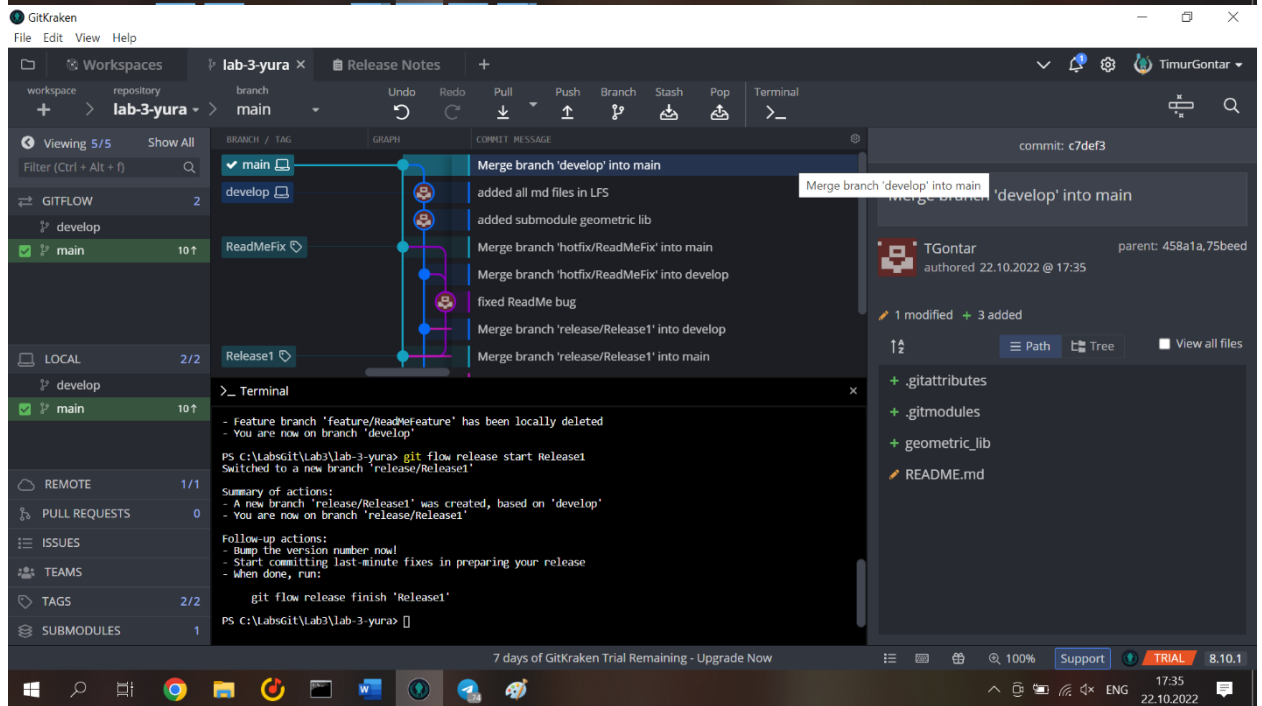 GitKraken
File Edit View Help
Workspaces lab-3-yura × Release Notes + TimurGontar
workspace repository branch Undo Redo Pull Push Branch Stash Pop Terminal
+ > lab-3-yura > main
Viewing 5/5 Show All
Filter (Ctrl + Alt + f)
GITFLOW 2
develop
main 10↑
LOCAL 2/2
develop
main 10↑
REMOTE 1/1
PULL REQUESTS 0
ISSUES
TEAMS
TAGS 2/2
SUBMODULES 1
BRANCH / TAG GRAPH COMMIT MESSAGE
main Merge branch 'develop' into main
develop added all md files in LFS
added submodule geometric lib
ReadMeFix Merge branch 'hotfix/ReadMeFix' into main
Merge branch 'hotfix/ReadMeFix' into develop
fixed ReadMe bug
Merge branch 'release/Release1' into develop
Release1 Merge branch 'release/Release1' into main
Merge branch 'develop' into main
>_ Terminal ×
- Feature branch 'feature/ReadMeFeature' has been locally deleted
- You are now on branch 'develop'
PS C:\LabsGit\Lab3\lab-3-yura> git flow release start Release1
Switched to a new branch 'release/Release1'
Summary of actions:
- A new branch 'release/Release1' was created, based on 'develop'
- You are now on branch 'release/Release1'
Follow-up actions:
- Bump the version number now!
- Start committing last-minute fixes in preparing your release
- When done, run:
git flow release finish 'Release1'
PS C:\LabsGit\Lab3\lab-3-yura>
commit: c7def3
Merge branch 'develop' into main
TGontar parent: 458a1a,75beed
authored 22.10.2022 @ 17:35
1 modified + 3 added
Path Tree View all files
+ .gitattributes
+ .gitmodules
+ geometric_lib
README.md
7 days of GitKraken Trial Remaining - Upgrade Now 100% Support TRIAL 8.10.1
74 ENG 17:35
22.10.2022